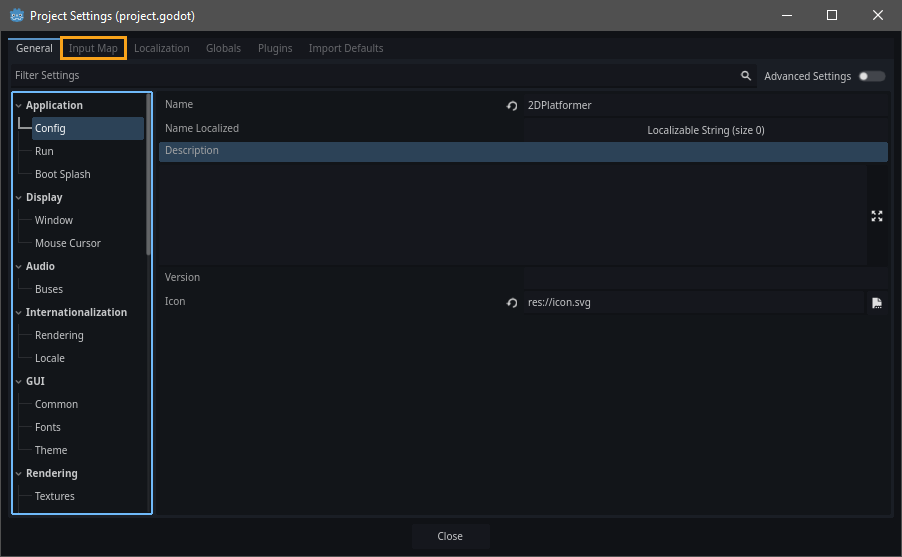 Project Settings (project.godot)
General Input Map Localization Globals Plugins Import Defaults
Filter Settings Advanced Settings
Application
Config
Run
Boot Splash
Display
Window
Mouse Cursor
Audio
Buses
Internationalization
Rendering
Locale
GUI
Common
Fonts
Theme
Rendering
Textures
Name 2DPlatformer
Name Localized Localizable String (size 0)
Description
Version
Icon res://icon.svg
Close